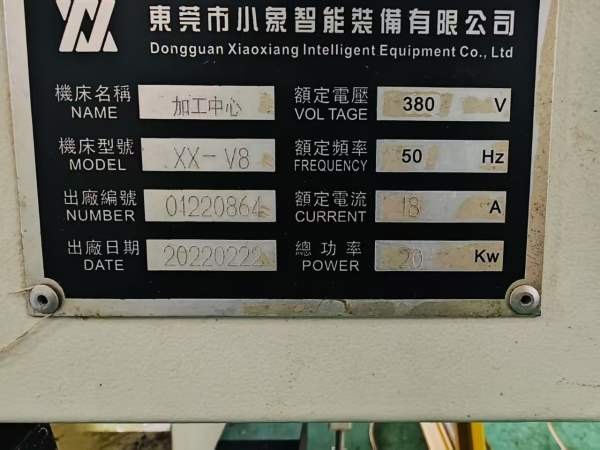 東莞市小象智能裝備有限公司
Dongguan Xiaoxiang Intelligent Equipment Co., Ltd
機床名稱 加工中心 額定電壓 380 V
NAME VOL TAGE
機床型號 XX-V8 額定頻率 50 Hz
MODEL FREQUENCY
出廠編號 01220864 額定電流 18 A
NUMBER CURRENT
出廠日期 20220222 總功率 20 Kw
DATE POWER